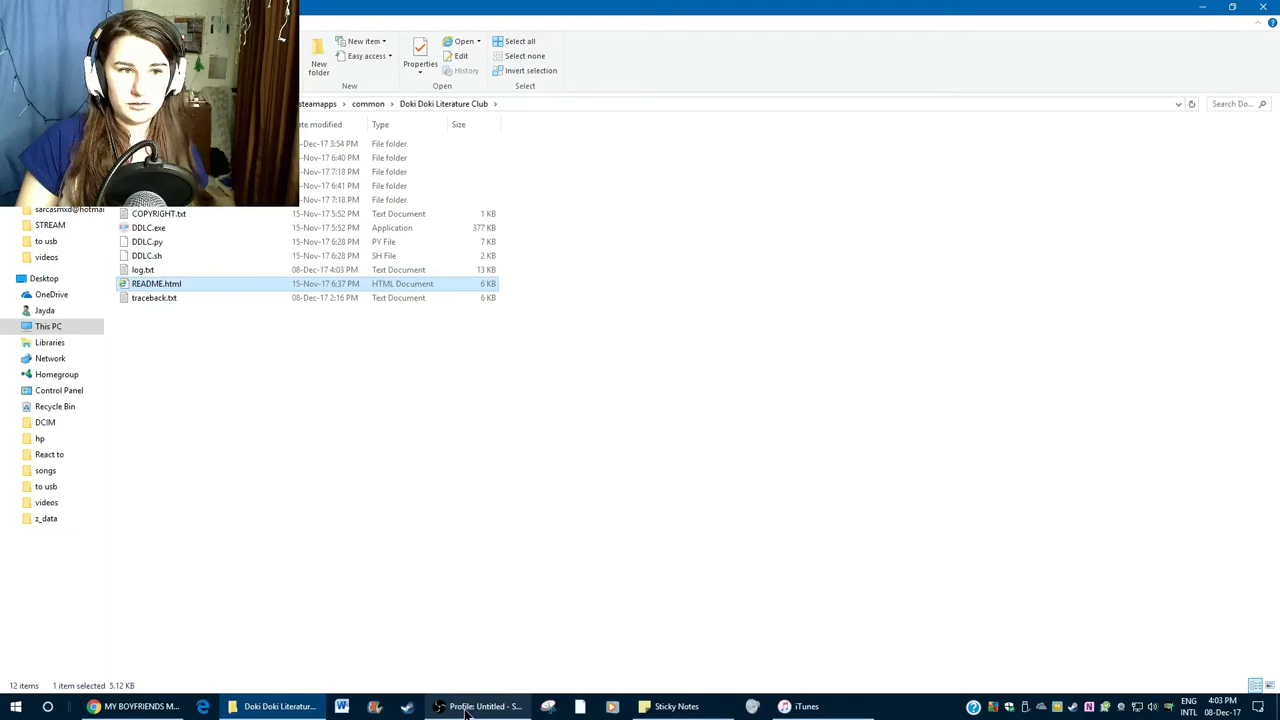 New item
Easy access
New
folder
New
Properties
Open
Edit
History
Open
Select all
Select none
Invert selection
Select
steamapps > common > Doki Doki Literature Club >
Search Do...
te modified Type Size
-Dec-17 3:54 PM File folder
-Nov-17 6:40 PM File folder
-Nov-17 7:18 PM File folder
-Nov-17 6:41 PM File folder
-Nov-17 7:18 PM File folder
COPYRIGHT.txt 15-Nov-17 5:52 PM Text Document 1 KB
DDLC.exe 15-Nov-17 5:52 PM Application 377 KB
DDLC.py 15-Nov-17 6:28 PM PY File 7 KB
DDLC.sh 15-Nov-17 6:28 PM SH File 2 KB
log.txt 08-Dec-17 4:03 PM Text Document 13 KB
README.html 15-Nov-17 6:37 PM HTML Document 6 KB
traceback.txt 08-Dec-17 2:16 PM Text Document 6 KB
sarcasmxd@hotmai
STREAM
to usb
videos
Desktop
OneDrive
Jayda
This PC
Libraries
Network
Homegroup
Control Panel
Recycle Bin
DCIM
hp
React to
songs
to usb
videos
z_data
12 items 1 item selected 5.12 KB
MY BOYFRIENDS M... Doki Doki Literatur... Profile: Untitled - S... Sticky Notes iTunes
ENG
INTL
4:03 PM
08-Dec-17